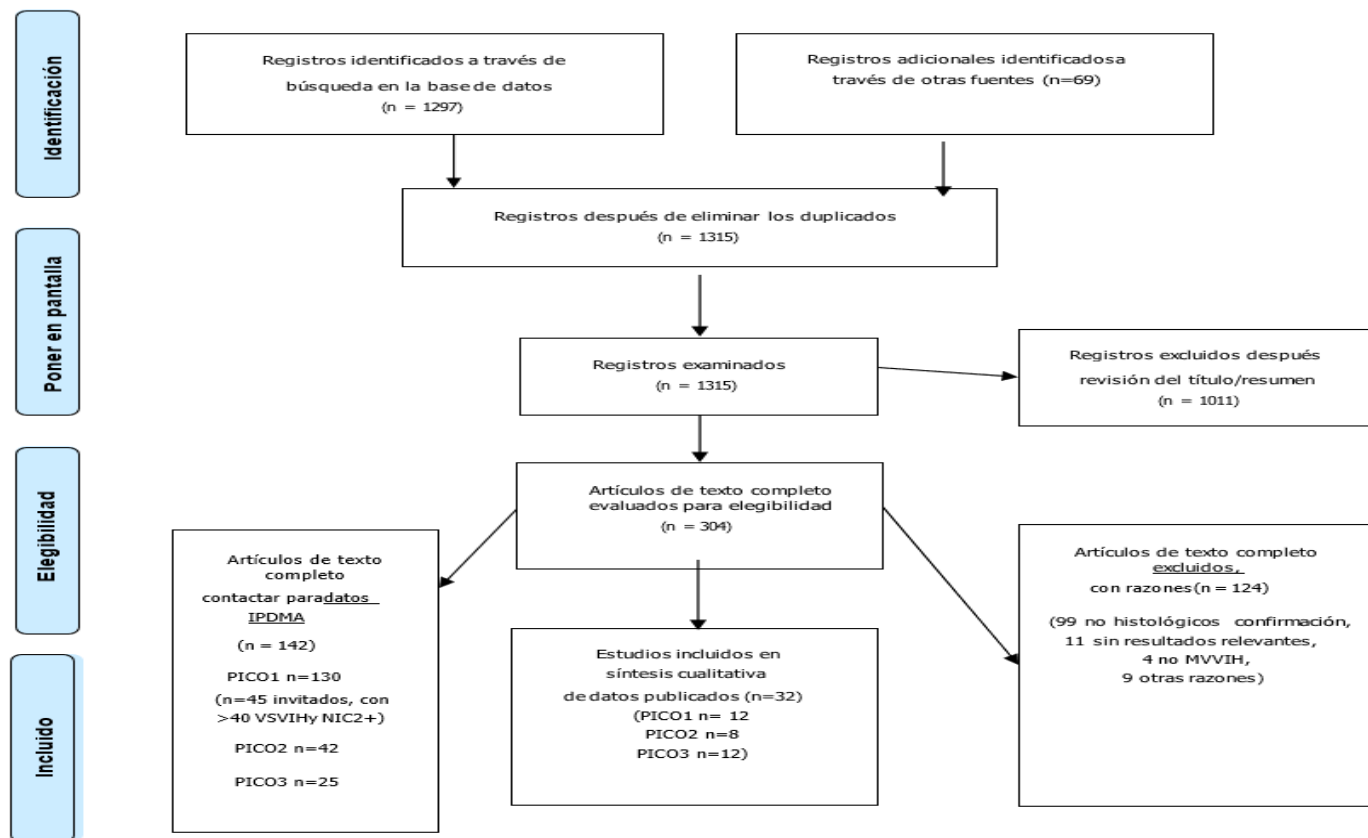 Identificación
Registros identificados a través de
búsqueda en la base de datos
(n = 1297)
Registros adicionales identificadosa
través de otras fuentes (n=69)
Registros después de eliminar los duplicados
(n = 1315)
Poner en pantalla
Registros examinados
(n = 1315)
Registros excluidos después
revisión del título/resumen
(n = 1011)
Elegibilidad
Artículos de texto completo
evaluados para elegibilidad
(n = 304)
Artículos de texto
completo
contactar paradatos
IPDMA
(n = 142)
PICO1 n=130
(n=45 invitados, con
>40 VSVIHy NIC2+)
PICO2 n=42
PICO3 n=25
Artículos de texto completo
excluidos,
con razones(n = 124)
(99 no histológicos confirmación,
11 sin resultados relevantes,
4 no MVVIH,
9 otras razones)
Incluido
Estudios incluidos en
síntesis cualitativa
de datos publicados (n=32)
(PICO1 n= 12
PICO2 n=8
PICO3 n=12)